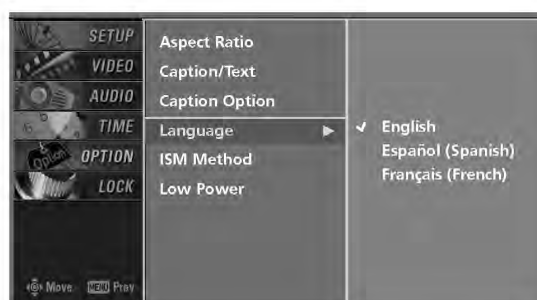 SETUP
VIDEO
AUDIO
TIME
OPTION
LOCK
Move MENU Prev
Aspect Ratio
Caption/Text
Caption Option
Language
ISM Method
Low Power
✔ English
Español (Spanish)
Français (French)